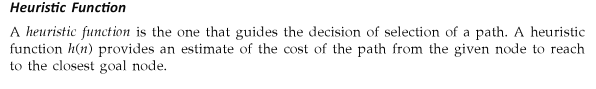 Heuristic Function
A heuristic function is the one that guides the decision of selection of a path. A heuristic
function h(n) provides an estimate of the cost of the path from the given node to reach
to the closest goal node.